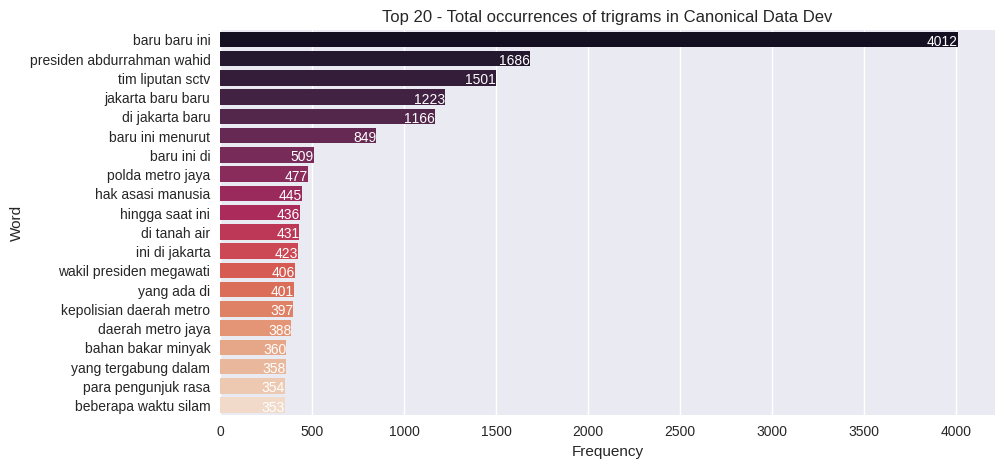 Top 20 - Total occurrences of trigrams in Canonical Data Dev
Word
baru baru ini 4012
presiden abdurrahman wahid 1686
tim liputan sctv 1501
jakarta baru baru 1223
di jakarta baru 1166
baru ini menurut 849
baru ini di 509
polda metro jaya 477
hak asasi manusia 445
hingga saat ini 436
di tanah air 431
ini di jakarta 423
wakil presiden megawati 406
yang ada di 401
kepolisian daerah metro 397
daerah metro jaya 388
bahan bakar minyak 360
yang tergabung dalam 358
para pengunjuk rasa 354
beberapa waktu silam 353
0 500 1000 1500 2000 2500 3000 3500 4000
Frequency